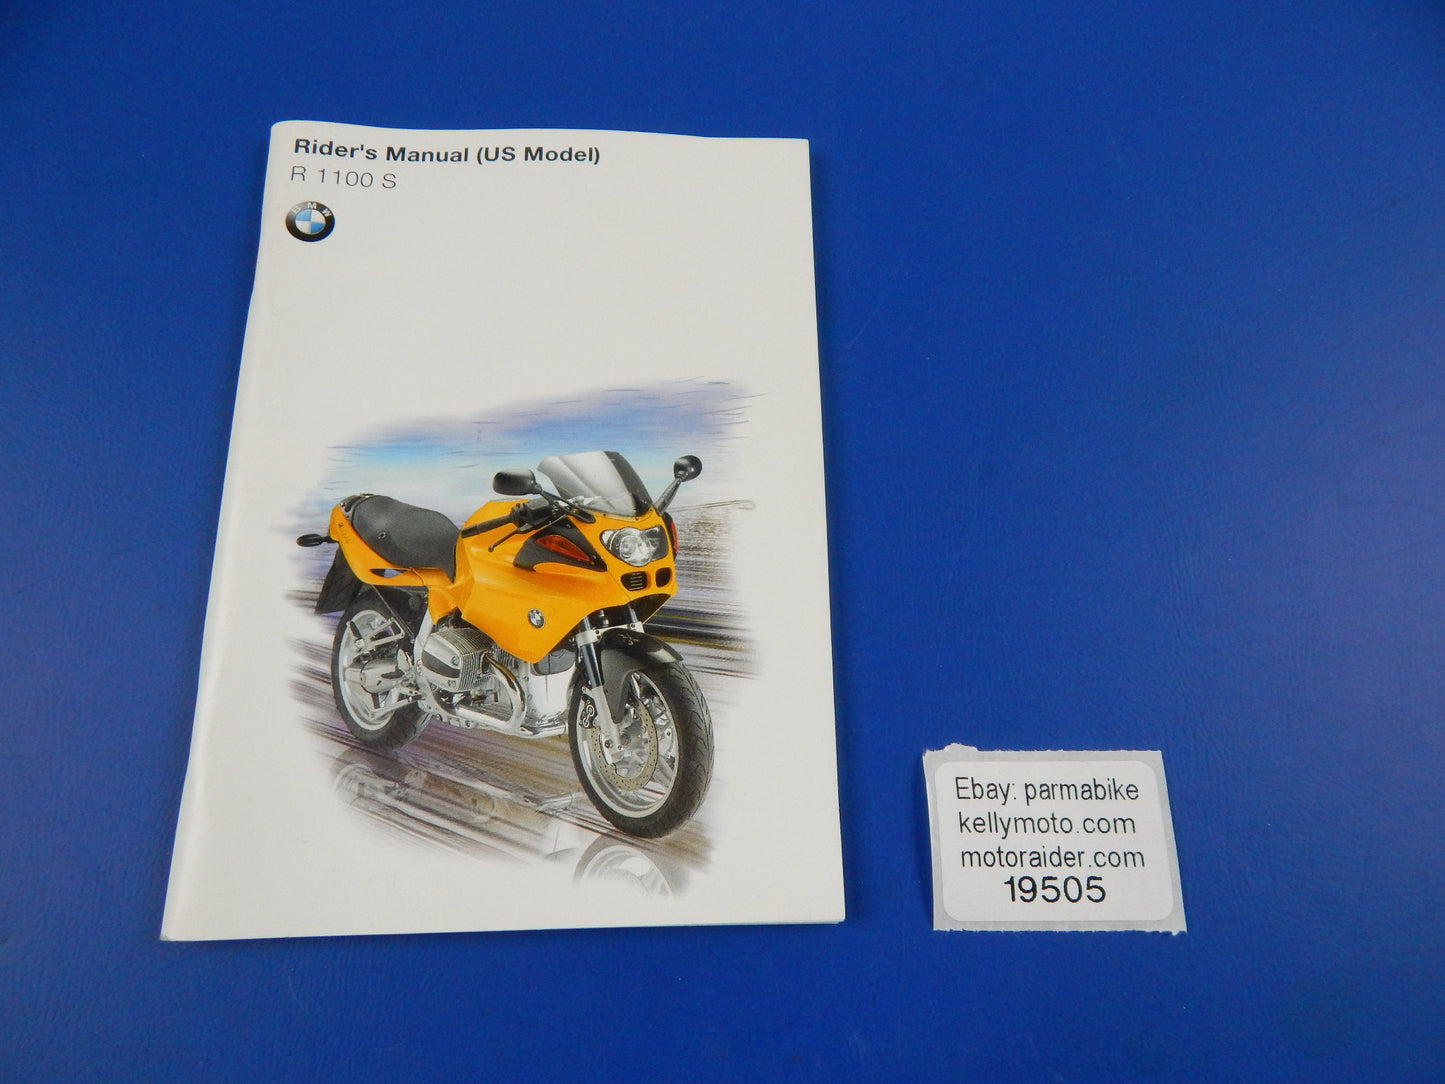 Rider's Manual (US Model)
R 1100 S
BMW
Ebay: parmabike
kellymoto.com
motoraider.com
19505